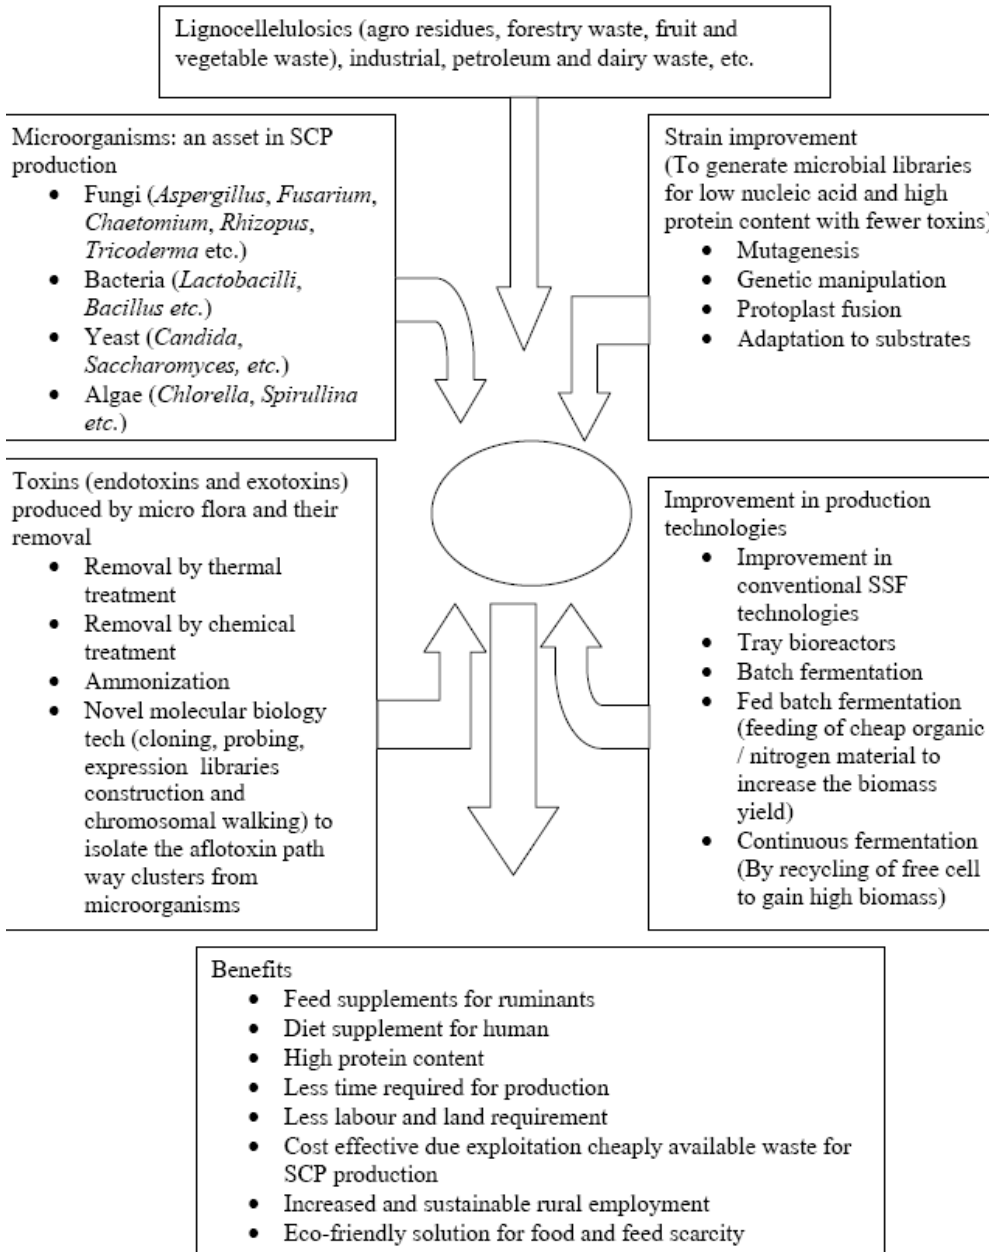 Lignocellelulosics (agro residues, forestry waste, fruit and
vegetable waste), industrial, petroleum and dairy waste, etc.
Microorganisms: an asset in SCP
production
• Fungi (Aspergillus, Fusarium,
Chaetomium, Rhizopus,
Tricoderma etc.)
• Bacteria (Lactobacilli,
Bacillus etc.)
• Yeast (Candida,
Saccharomyces, etc.)
• Algae (Chlorella, Spirullina
etc.)
Strain improvement
(To generate microbial libraries
for low nucleic acid and high
protein content with fewer toxins)
• Mutagenesis
• Genetic manipulation
• Protoplast fusion
• Adaptation to substrates
Toxins (endotoxins and exotoxins)
produced by micro flora and their
removal
• Removal by thermal
treatment
• Removal by chemical
treatment
• Ammonization
• Novel molecular biology
tech (cloning, probing,
expression libraries
construction and
chromosomal walking) to
isolate the aflotoxin path
way clusters from
microorganisms
Improvement in production
technologies
• Improvement in
conventional SSF
technologies
• Tray bioreactors
• Batch fermentation
• Fed batch fermentation
(feeding of cheap organic
/ nitrogen material to
increase the biomass
yield)
• Continuous fermentation
(By recycling of free cell
to gain high biomass)
Benefits
• Feed supplements for ruminants
• Diet supplement for human
• High protein content
• Less time required for production
• Less labour and land requirement
• Cost effective due exploitation cheaply available waste for
SCP production
• Increased and sustainable rural employment
• Eco-friendly solution for food and feed scarcity